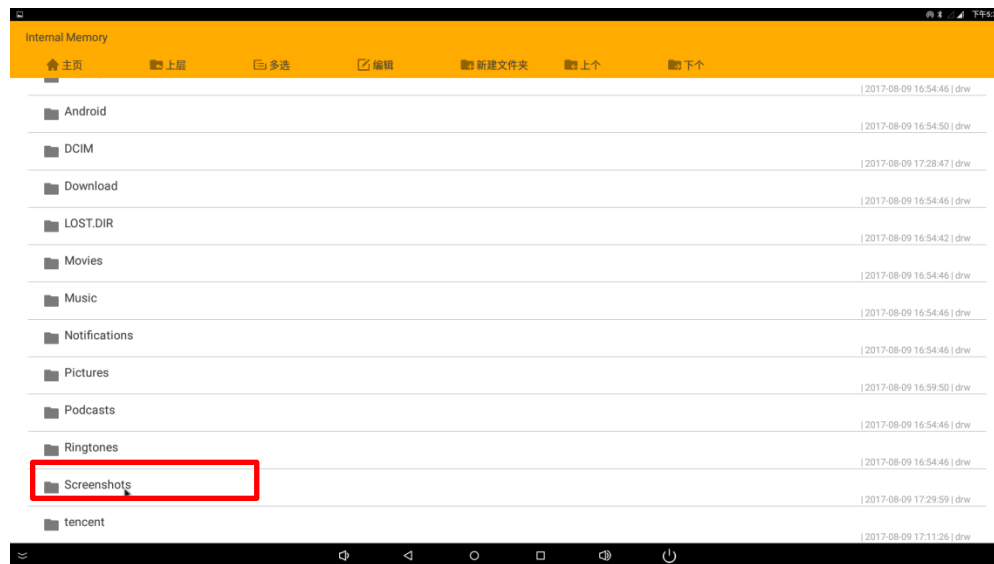 下午5:
Internal Memory
主页 上层 多选 编辑 新建文件夹 上个 下个
| 2017-08-09 16:54:46 | drw
Android
| 2017-08-09 16:54:50 | drw
DCIM
| 2017-08-09 17:28:47 | drw
Download
| 2017-08-09 16:54:46 | drw
LOST.DIR
| 2017-08-09 16:54:42 | drw
Movies
| 2017-08-09 16:54:46 | drw
Music
| 2017-08-09 16:54:46 | drw
Notifications
| 2017-08-09 16:54:46 | drw
Pictures
| 2017-08-09 16:59:50 | drw
Podcasts
| 2017-08-09 16:54:46 | drw
Ringtones
| 2017-08-09 16:54:46 | drw
Screenshots
| 2017-08-09 17:29:59 | drw
tencent
| 2017-08-09 17:11:26 | drw